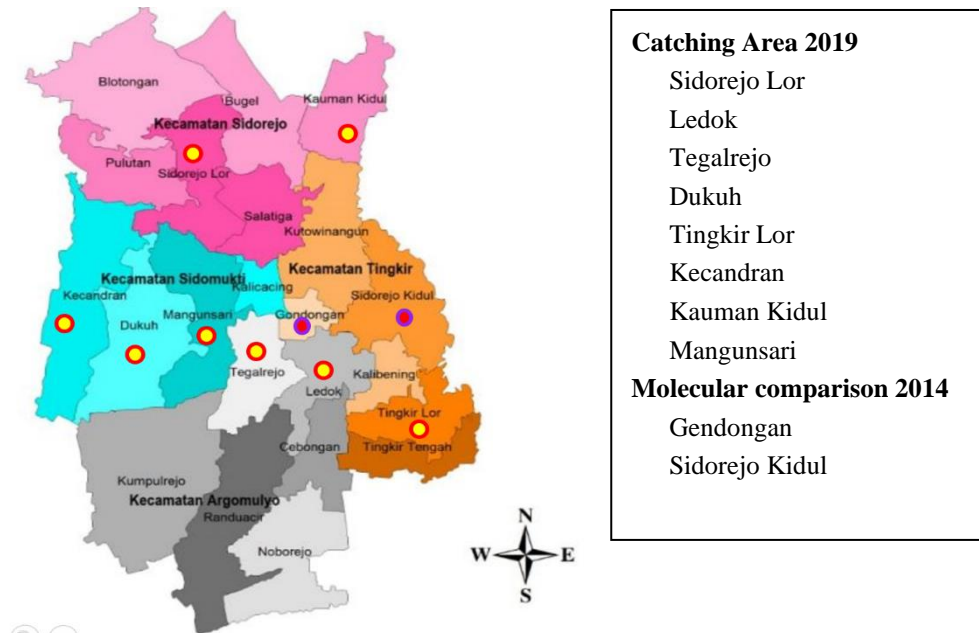 Blotongan
Bugel
Kauman Kidul
Kecamatan Sidorejo
Pulutan
Sidorejo Lor
Salatiga
Kutowinangun
Kecamatan Tingkir
Kecamatan Sidomukti
Kalicacing
Kecandran
Sidorejo Kidul
Dukuh
Mangunsari
Gondongan
Tegalrejo
Ledok
Kalibening
Tingkir Lor
Cebongan
Tingkir Tengah
Kumpulrejo
Kecamatan Argomulyo
Randuacir
Noborejo
N
W E
S
Catching Area 2019
Sidorejo Lor
Ledok
Tegalrejo
Dukuh
Tingkir Lor
Kecandran
Kauman Kidul
Mangunsari
Molecular comparison 2014
Gendongan
Sidorejo Kidul